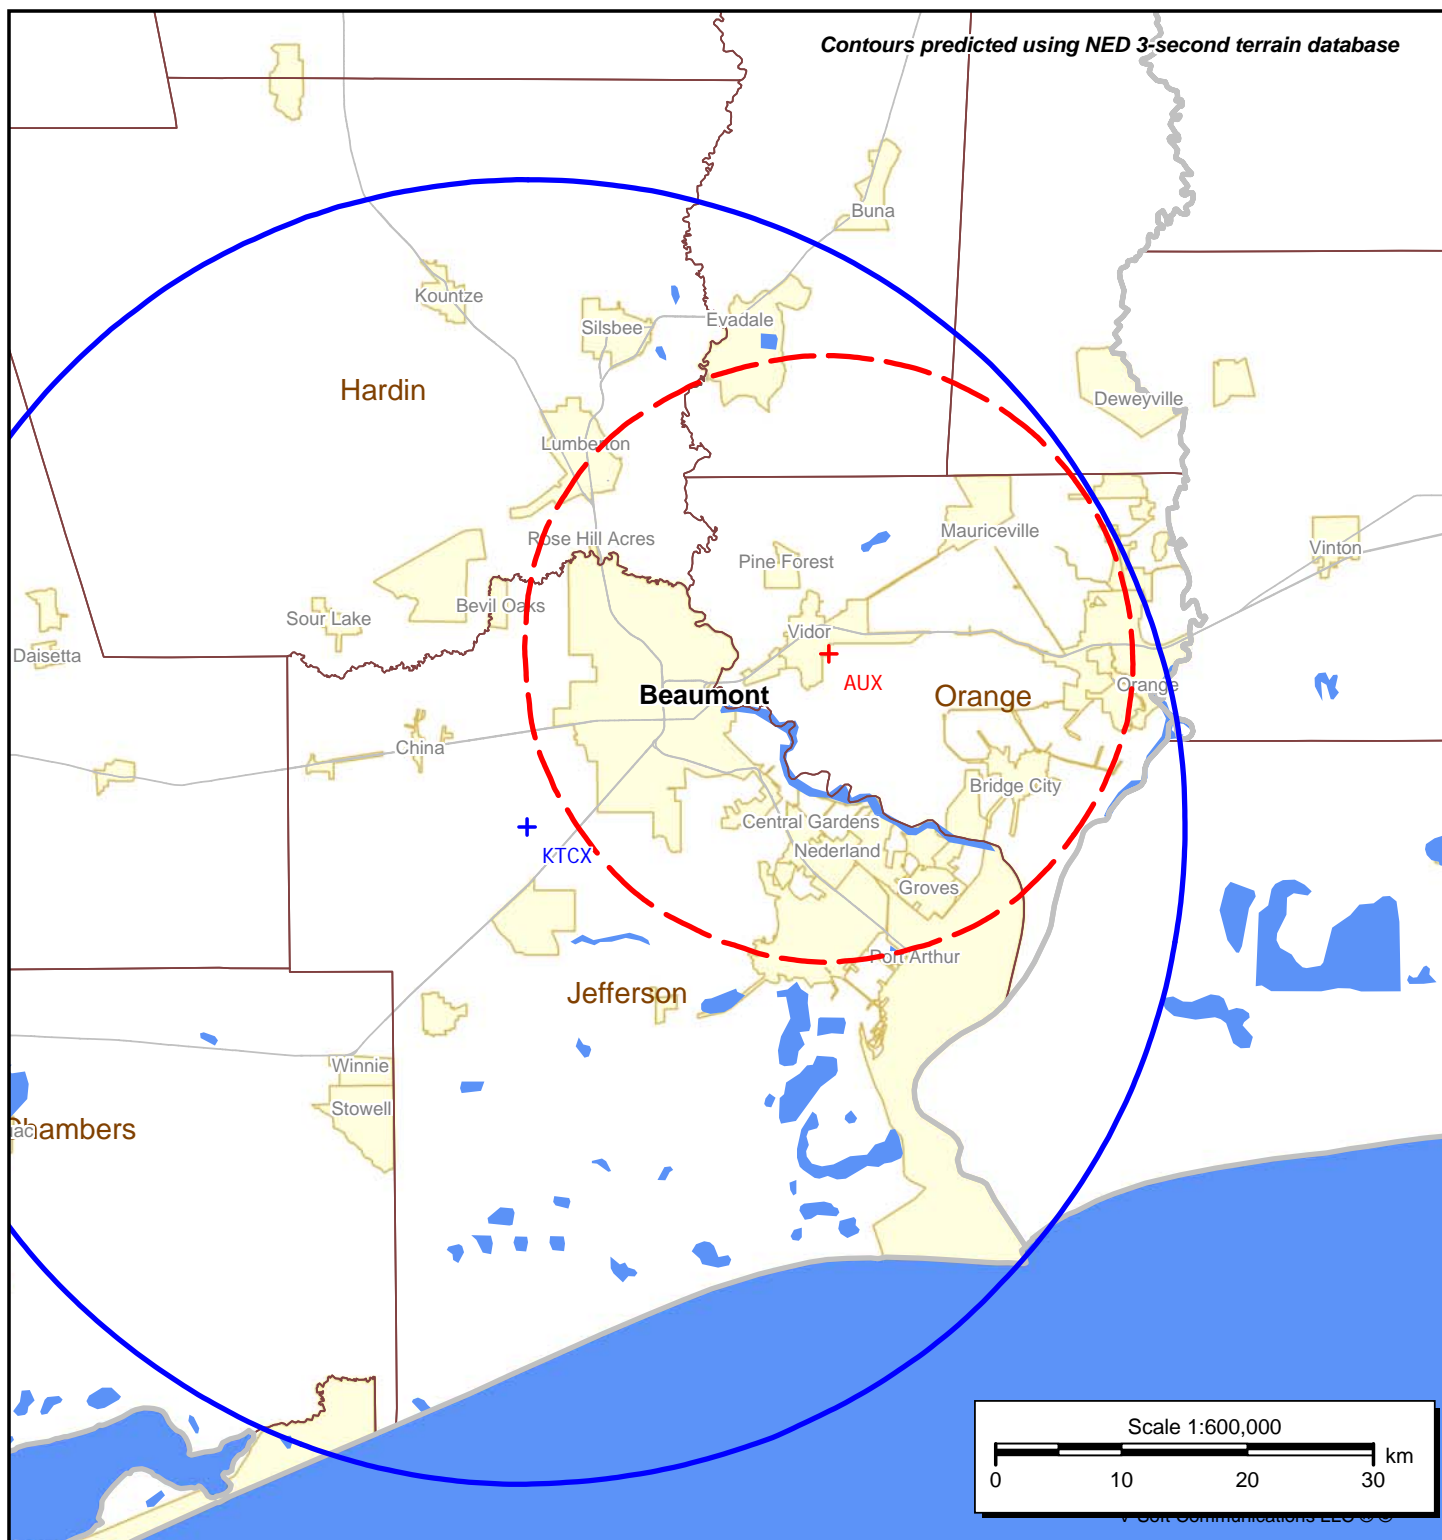 Contours predicted using NED 3-second terrain database
Buna
Kountze
Silsbee
Evadale
Hardin
Deweyville
Lumberton
Mauriceville
Rose Hill Acres
Vinton
Pine Forest
Bevil Oaks
Sour Lake
Vidor
Daisetta
AUX
Beaumont
Orange
Orange
China
Bridge City
Central Gardens
KTCX
Nederland
Groves
Port Arthur
Jefferson
Winnie
Stowell
Chambers
Scale 1:600,000
km
0 10 20 30